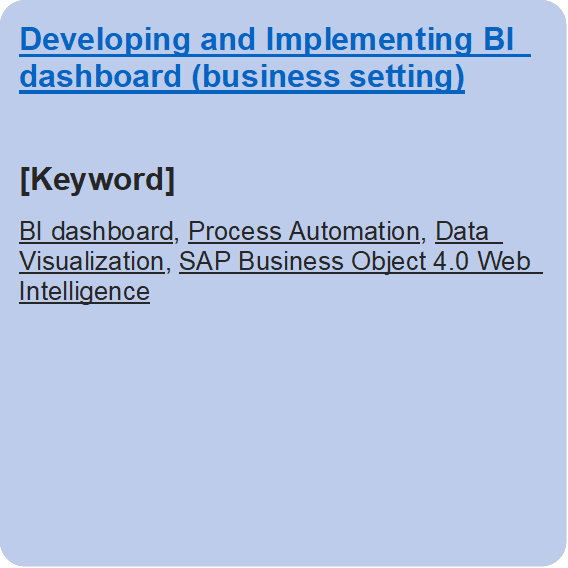 Developing and Implementing BI
dashboard (business setting)
[Keyword]
BI dashboard, Process Automation, Data
Visualization, SAP Business Object 4.0 Web
Intelligence